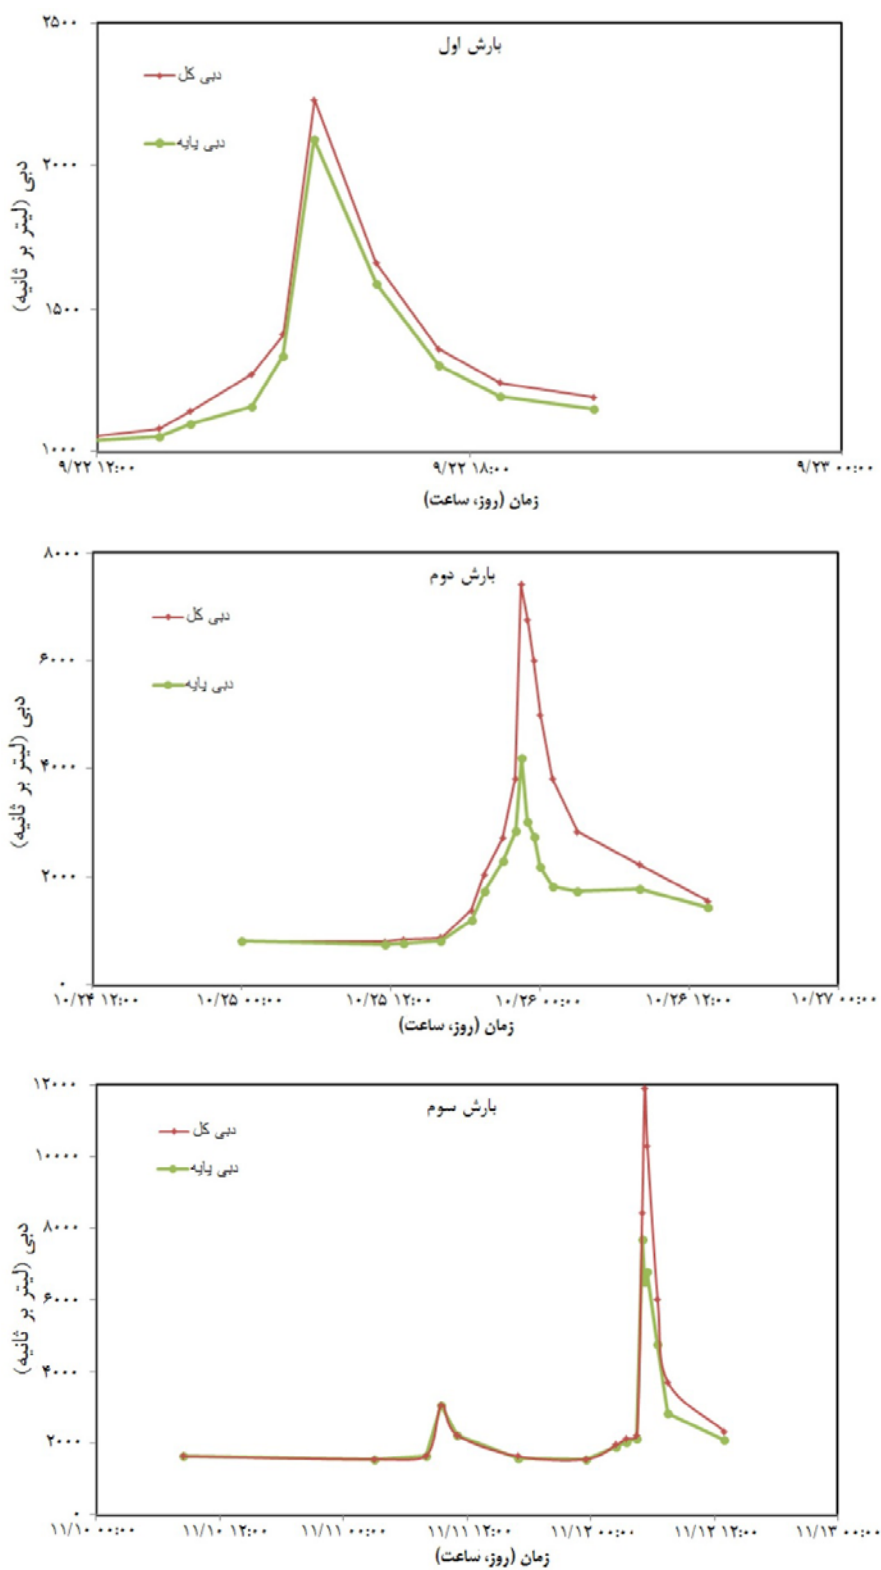 بارش اول
دبی کل
دبی پایه
دبی (لیتر بر ثانیه)
۲۵۰۰
۲۰۰۰
۱۵۰۰
۱۰۰۰
۹/۲۲ ۱۲:۰۰
۹/۲۲ ۱۸:۰۰
۹/۲۳ ۰۰:۰۰
زمان (روز، ساعت)
بارش دوم
دبی کل
دبی پایه
دبی (لیتر بر ثانیه)
۸۰۰۰
۶۰۰۰
۴۰۰۰
۲۰۰۰
۰
۱۰/۲۴ ۱۲:۰۰
۱۰/۲۵ ۰۰:۰۰
۱۰/۲۵ ۱۲:۰۰
۱۰/۲۶ ۰۰:۰۰
۱۰/۲۶ ۱۲:۰۰
۱۰/۲۷ ۰۰:۰۰
زمان (روز، ساعت)
بارش سوم
دبی کل
دبی پایه
دبی (لیتر بر ثانیه)
۱۲۰۰۰
۱۰۰۰۰
۸۰۰۰
۶۰۰۰
۴۰۰۰
۲۰۰۰
۰
۱۱/۱۰ ۰۰:۰۰
۱۱/۱۰ ۱۲:۰۰
۱۱/۱۱ ۰۰:۰۰
۱۱/۱۱ ۱۲:۰۰
۱۱/۱۲ ۰۰:۰۰
۱۱/۱۲ ۱۲:۰۰
۱۱/۱۳ ۰۰:۰۰
زمان (روز، ساعت)